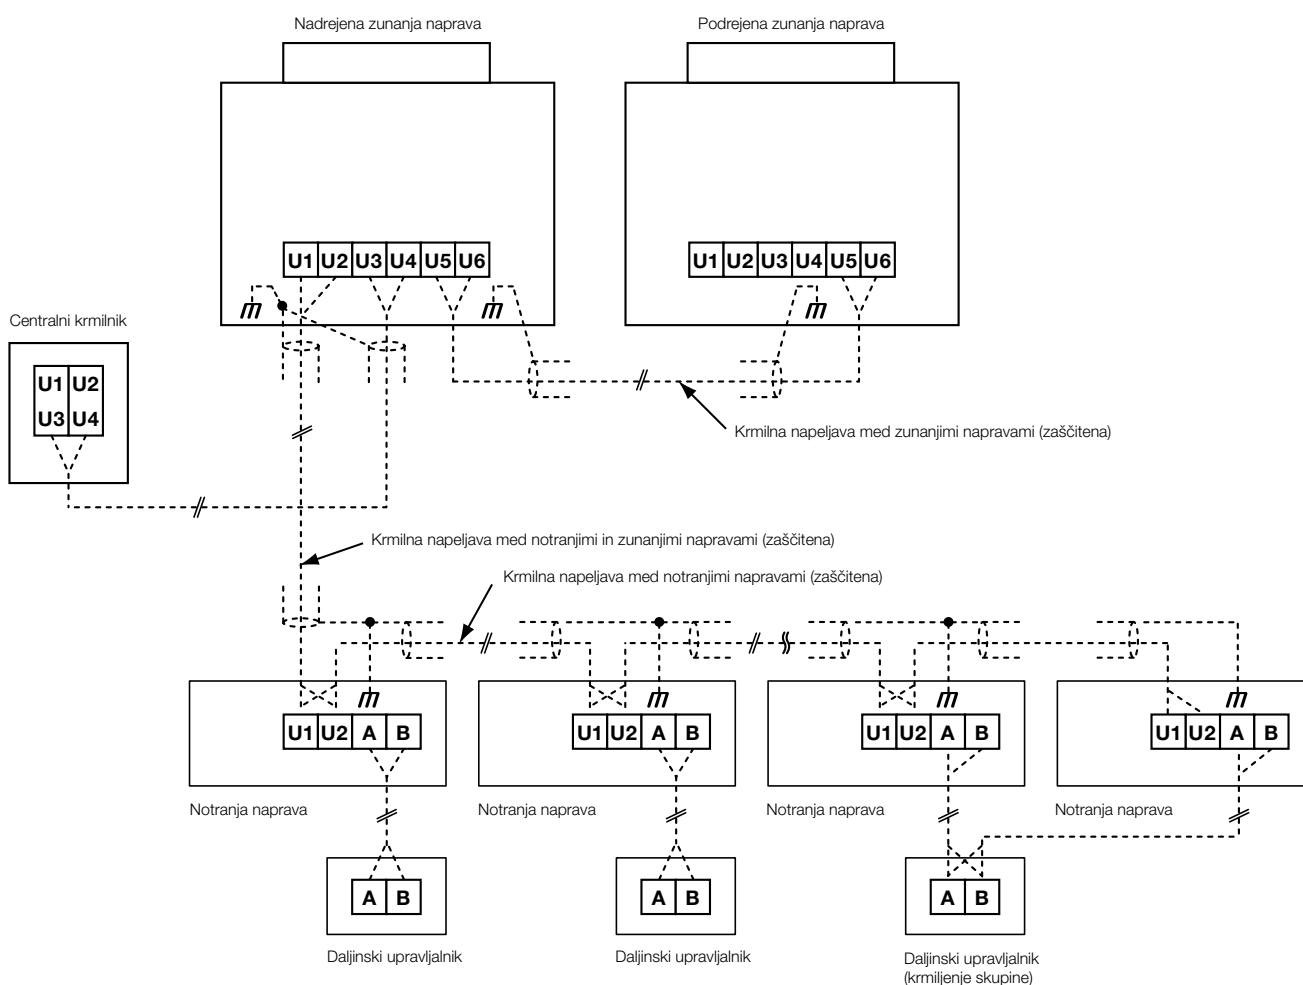 Nadrejena zunanja naprava
Podrejena zunanja naprava
U1 U2 U3 U4 U5 U6
U1 U2 U3 U4 U5 U6
Centralni krmilnik
U1 U2
U3 U4
Krmilna napeljava med zunanjimi napravami (zaščitena)
Krmilna napeljava med notranjimi in zunanjimi napravami (zaščitena)
Krmilna napeljava med notranjimi napravami (zaščitena)
U1 U2 A B
U1 U2 A B
U1 U2 A B
U1 U2 A B
Notranja naprava
Notranja naprava
Notranja naprava
Notranja naprava
A B
A B
A B
Daljinski upravljalnik
Daljinski upravljalnik
Daljinski upravljalnik
(krmiljenje skupine)